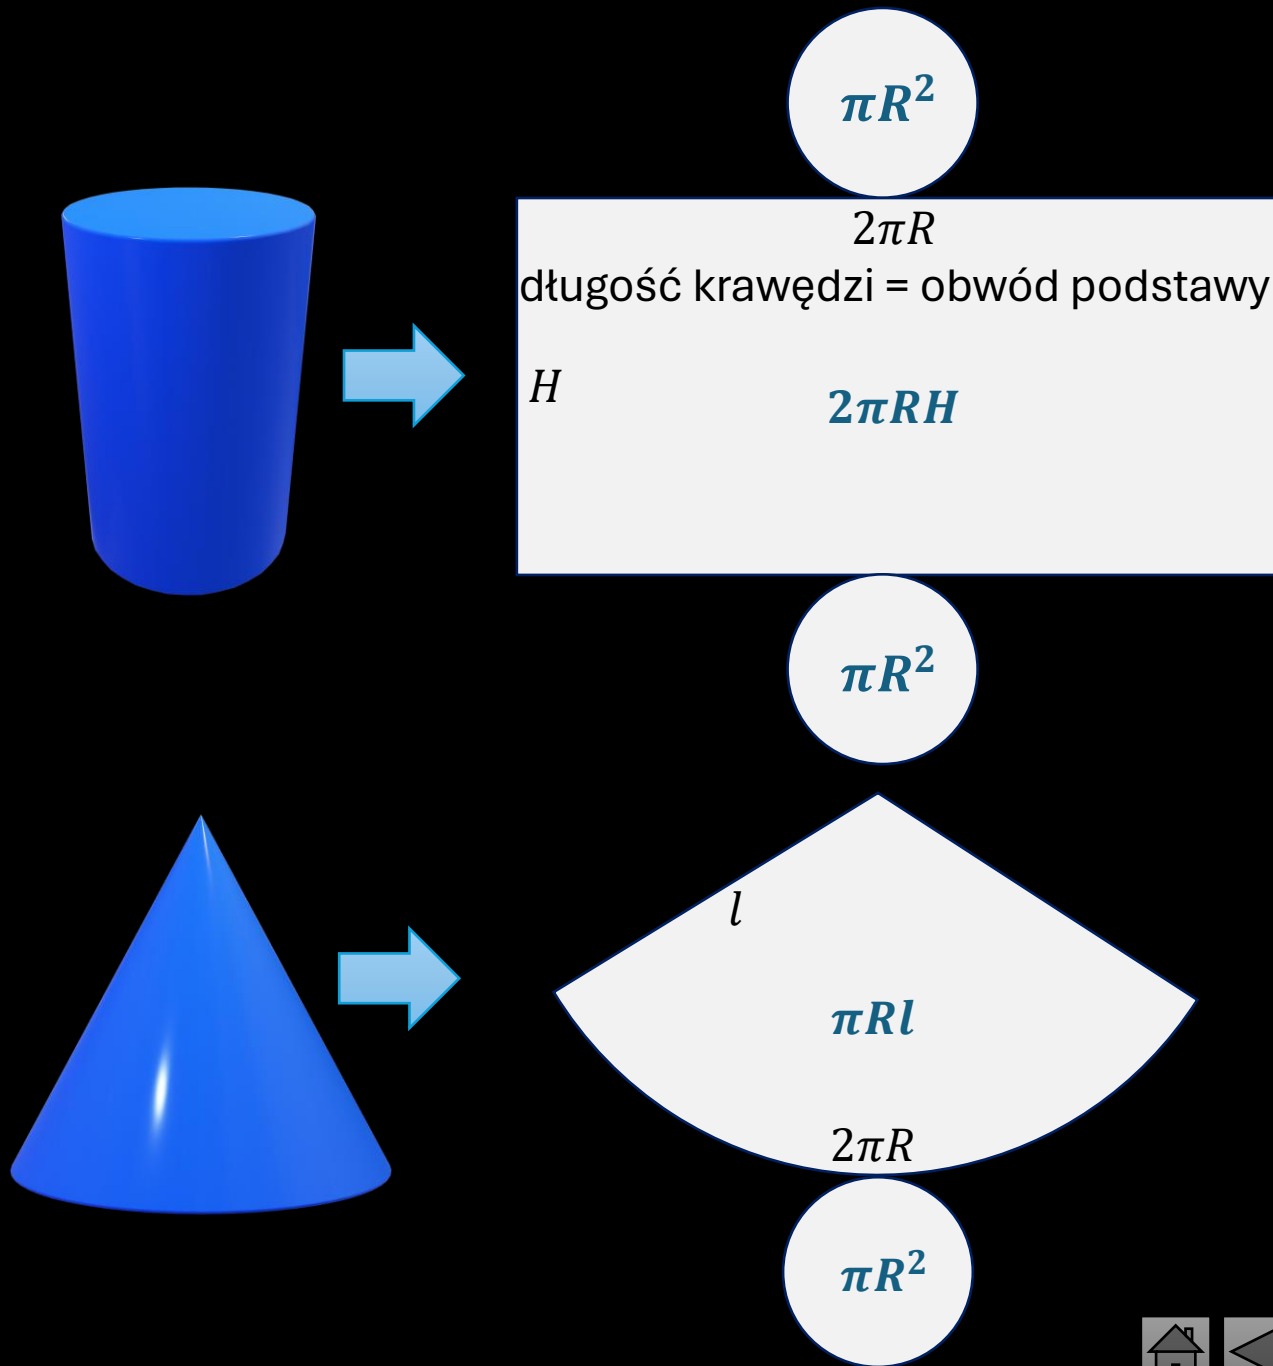 πR²
2πR
długość krawędzi = obwód podstawy
H
2πRH
πR²
l
πRl
2πR
πR²